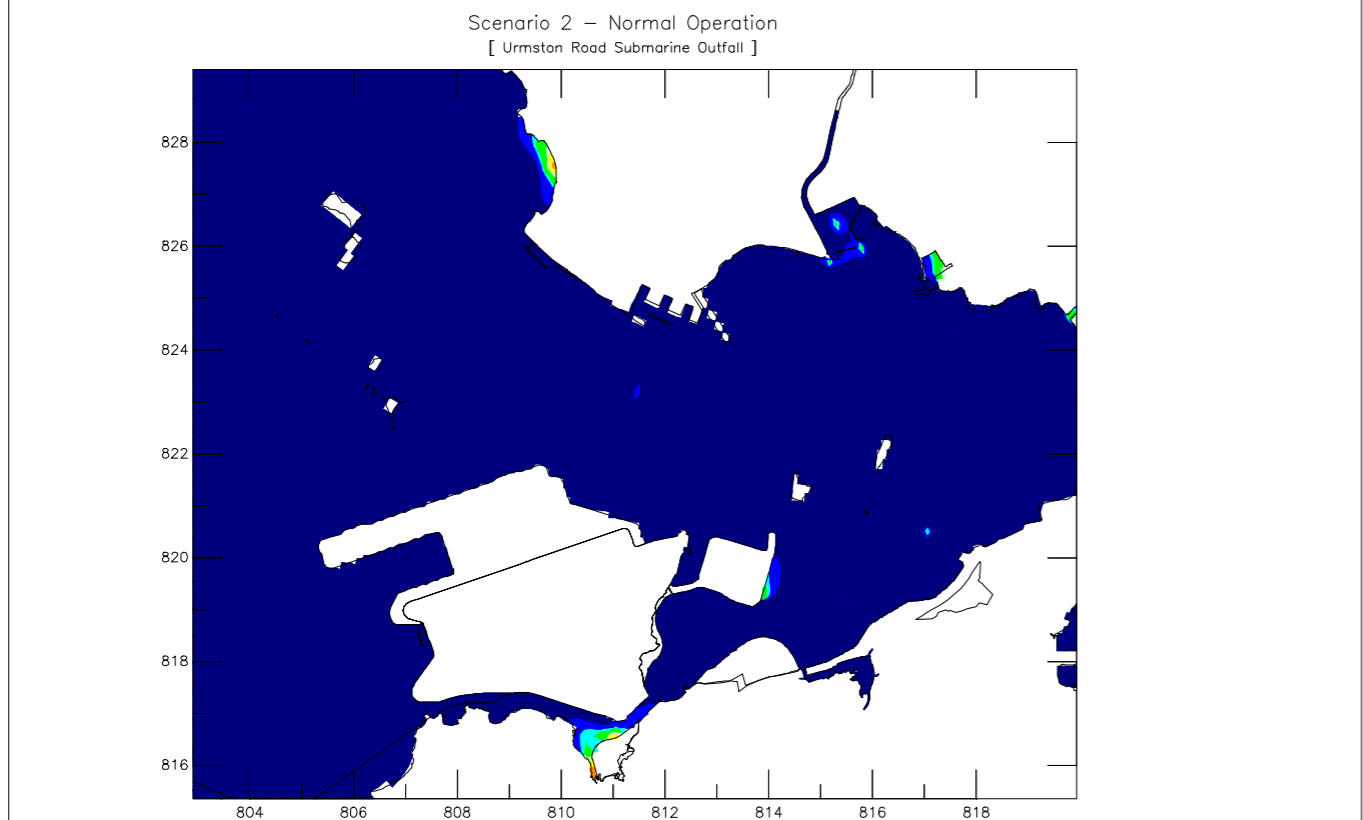 Scenario 2 – Normal Operation
[ Urmston Road Submarine Outfall ]
828
826
824
822
820
818
816
804 806 808 810 812 814 816 818